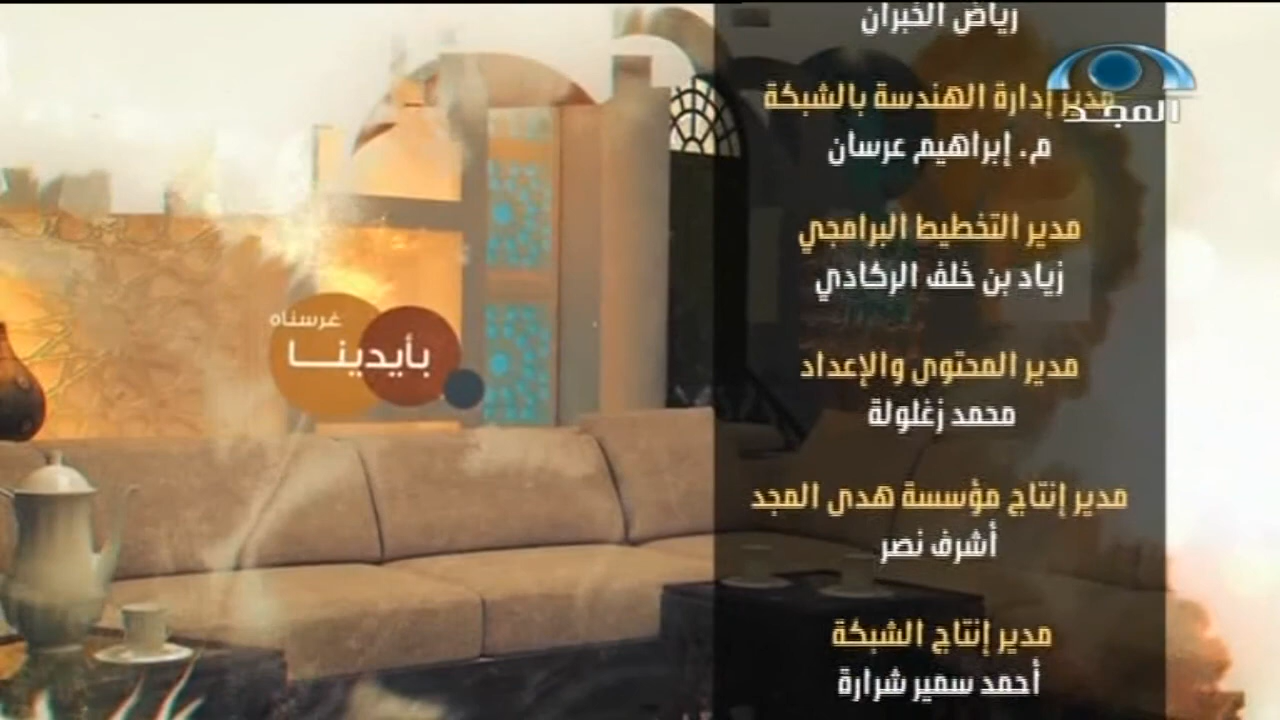 رياض الخبران
مدير إدارة الهندسة بالشبكة
م. إبراهيم عرسان
مدير التخطيط البرامجي
زياد بن خلف الركادي
مدير المحتوى والإعداد
محمد زغلولة
مدير إنتاج مؤسسة هدى المجد
أشرف نصر
مدير إنتاج الشبكة
أحمد سمير شرارة
المجد
غرسناه
بأيدينا